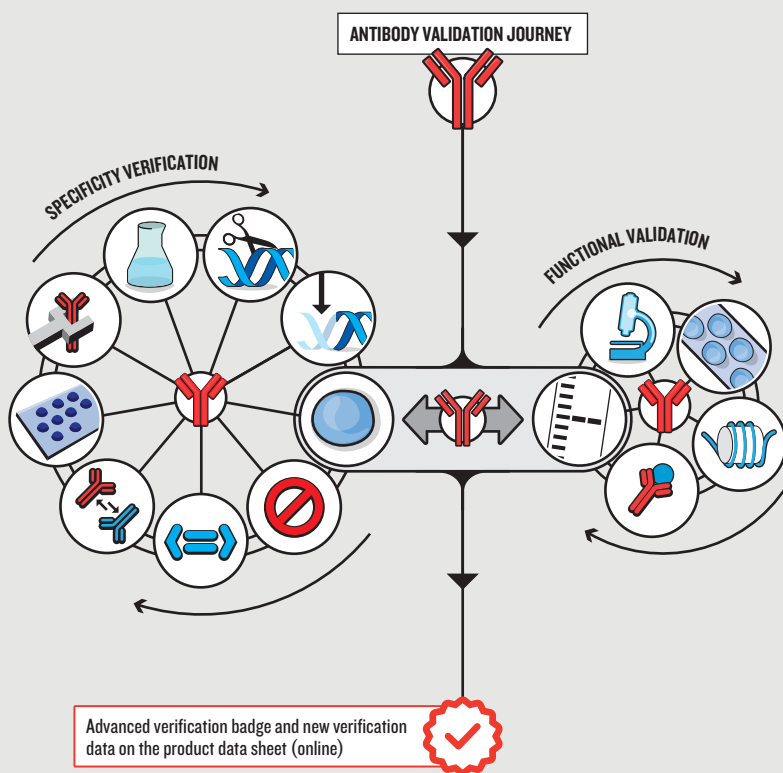 ANTIBODY VALIDATION JOURNEY
SPECIFICITY VERIFICATION
FUNCTIONAL VALIDATION
Advanced verification badge and new verification
data on the product data sheet (online)